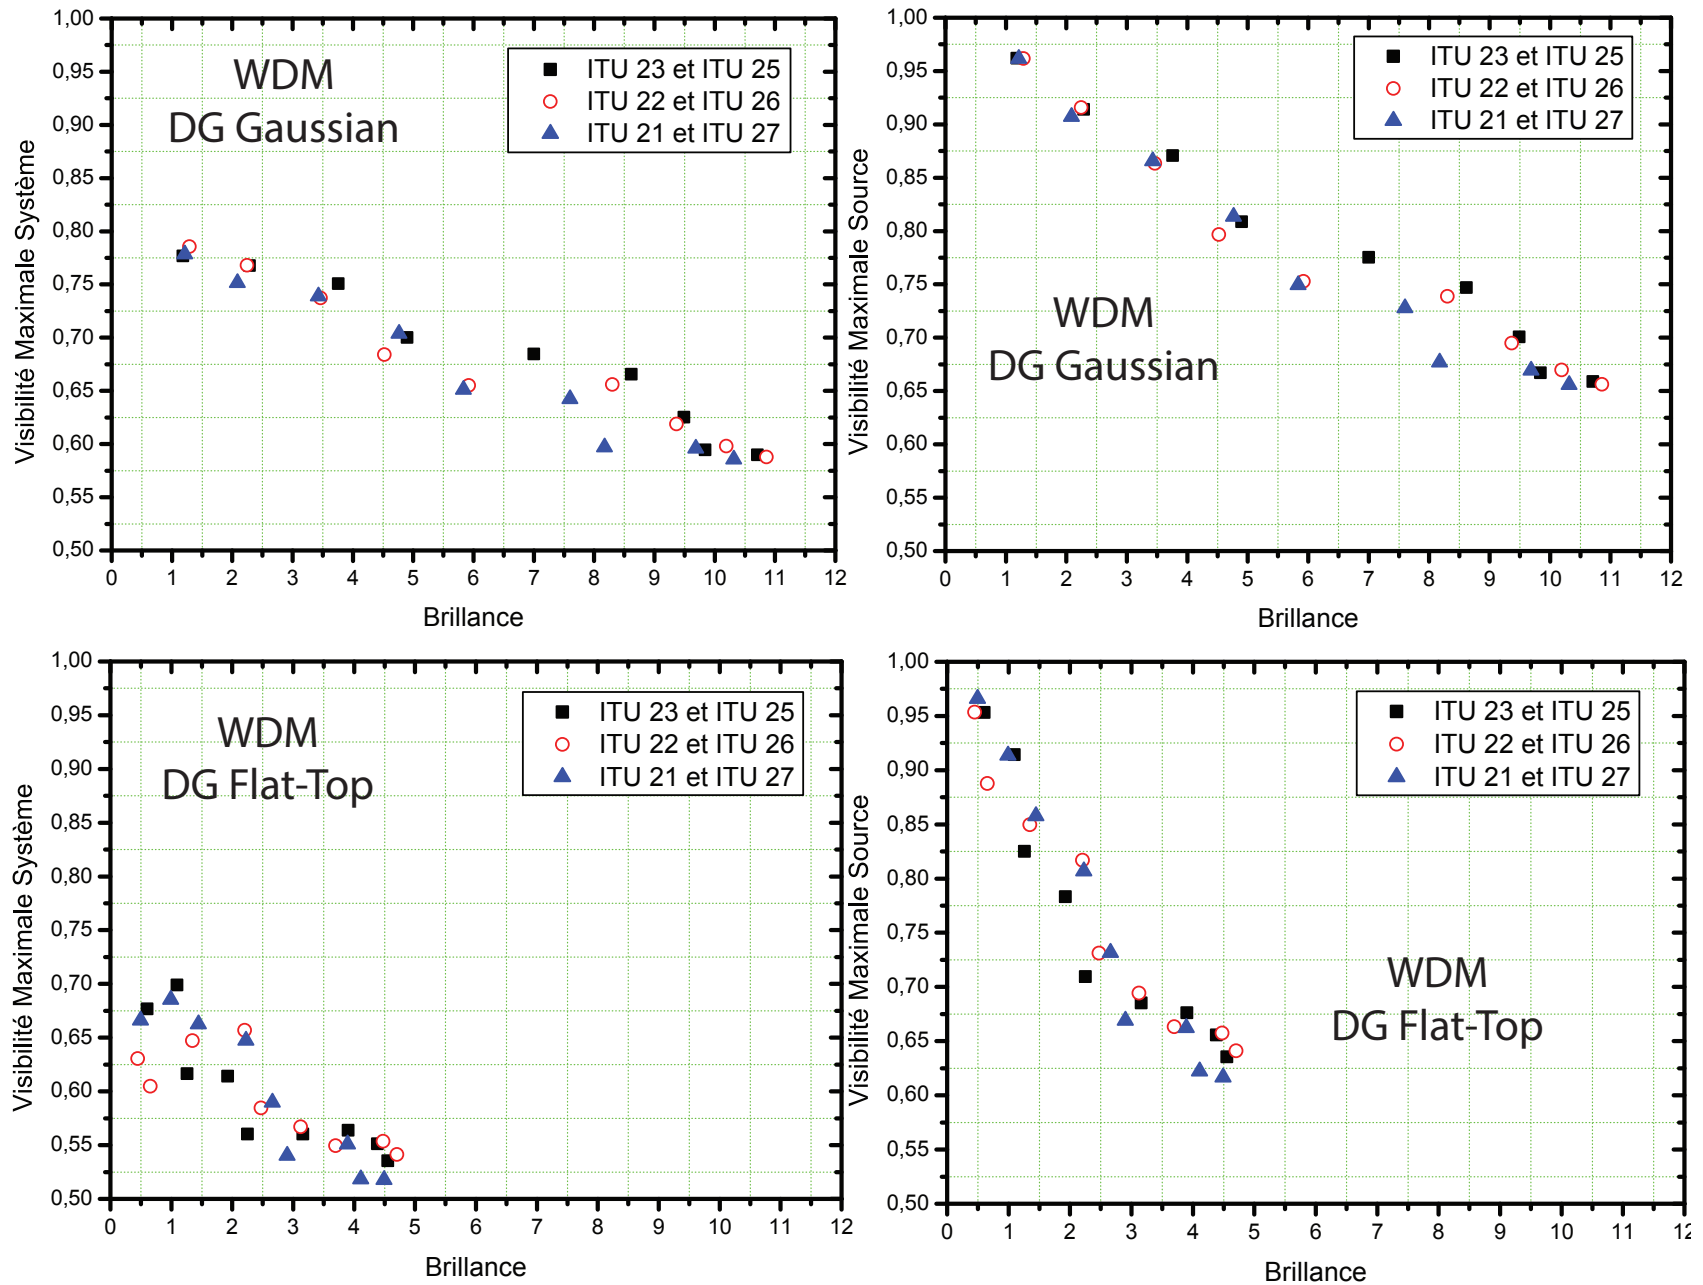 1,00
0,95
0,90
0,85
0,80
0,75
0,70
0,65
0,60
0,55
0,50
Visibilité Maximale Système
WDM
DG Gaussian
ITU 23 et ITU 25
ITU 22 et ITU 26
ITU 21 et ITU 27
0 1 2 3 4 5 6 7 8 9 10 11 12
Brillance
1,00
0,95
0,90
0,85
0,80
0,75
0,70
0,65
0,60
0,55
0,50
Visibilité Maximale Source
ITU 23 et ITU 25
ITU 22 et ITU 26
ITU 21 et ITU 27
WDM
DG Gaussian
0 1 2 3 4 5 6 7 8 9 10 11 12
Brillance
1,00
0,95
0,90
0,85
0,80
0,75
0,70
0,65
0,60
0,55
0,50
Visibilité Maximale Système
WDM
DG Flat-Top
ITU 23 et ITU 25
ITU 22 et ITU 26
ITU 21 et ITU 27
0 1 2 3 4 5 6 7 8 9 10 11 12
Brillance
1,00
0,95
0,90
0,85
0,80
0,75
0,70
0,65
0,60
0,55
0,50
Visibilité Maximale Source
ITU 23 et ITU 25
ITU 22 et ITU 26
ITU 21 et ITU 27
WDM
DG Flat-Top
0 1 2 3 4 5 6 7 8 9 10 11 12
Brillance